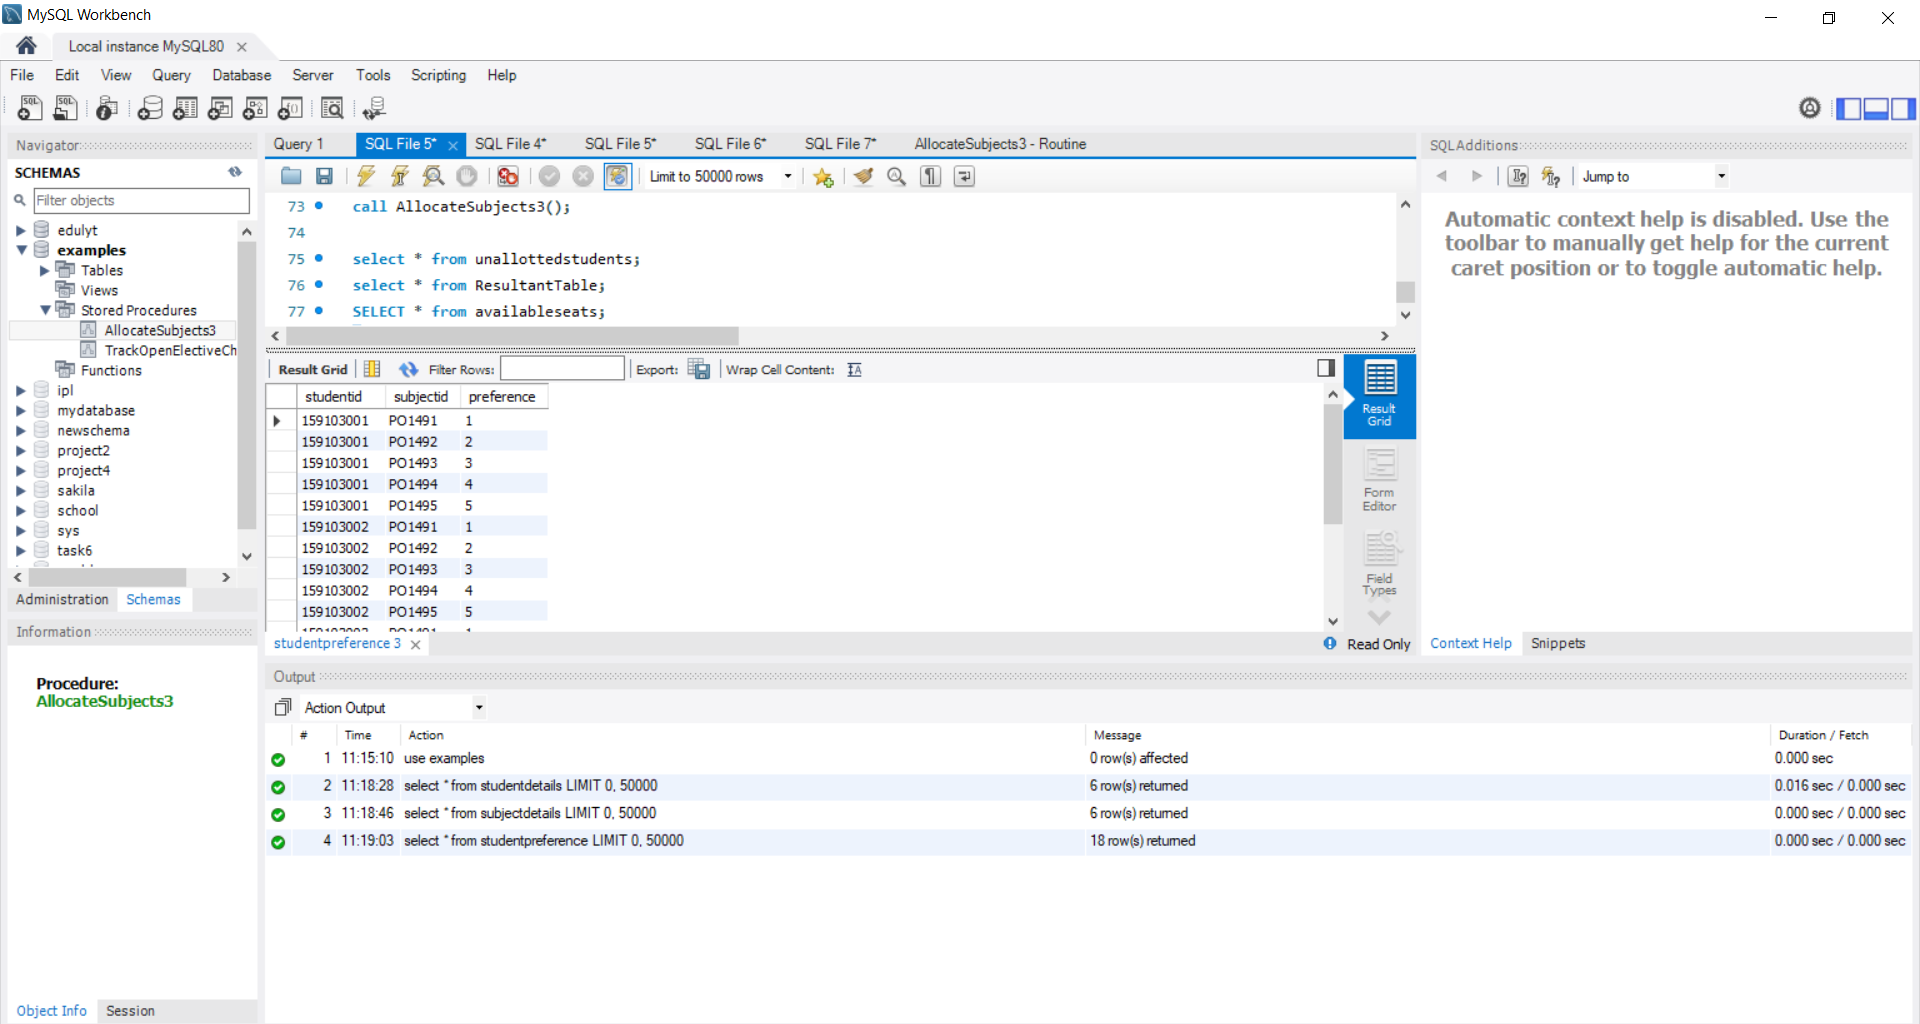 MySQL Workbench
Local instance MySQL80
File Edit View Query Database Server Tools Scripting Help
Navigator
SCHEMAS
Filter objects
edulyt
examples
Tables
Views
Stored Procedures
AllocateSubjects3
TrackOpenElectiveCh
Functions
ipl
mydatabase
newschema
project2
project4
sakila
school
sys
task6
Administration Schemas
Information
Procedure:
AllocateSubjects3
Object Info Session
Query 1 SQL File 5* SQL File 4* SQL File 5* SQL File 6* SQL File 7* AllocateSubjects3 - Routine
Limit to 50000 rows
73 call AllocateSubjects3();
74
75 select * from unallottedstudents;
76 select * from ResultantTable;
77 SELECT * from availableseats;
Result Grid Filter Rows: Export: Wrap Cell Content:
studentid subjectid preference
159103001 PO1491 1
159103001 PO1492 2
159103001 PO1493 3
159103001 PO1494 4
159103001 PO1495 5
159103002 PO1491 1
159103002 PO1492 2
159103002 PO1493 3
159103002 PO1494 4
159103002 PO1495 5
Result
Grid
Form
Editor
Field
Types
studentpreference 3 Read Only
Output
Action Output
# Time Action Message Duration / Fetch
1 11:15:10 use examples 0 row(s) affected 0.000 sec
2 11:18:28 select * from studentdetails LIMIT 0, 50000 6 row(s) returned 0.016 sec / 0.000 sec
3 11:18:46 select * from subjectdetails LIMIT 0, 50000 6 row(s) returned 0.000 sec / 0.000 sec
4 11:19:03 select * from studentpreference LIMIT 0, 50000 18 row(s) returned 0.000 sec / 0.000 sec
SQLAdditions
Jump to
Automatic context help is disabled. Use the
toolbar to manually get help for the current
caret position or to toggle automatic help.
Context Help Snippets